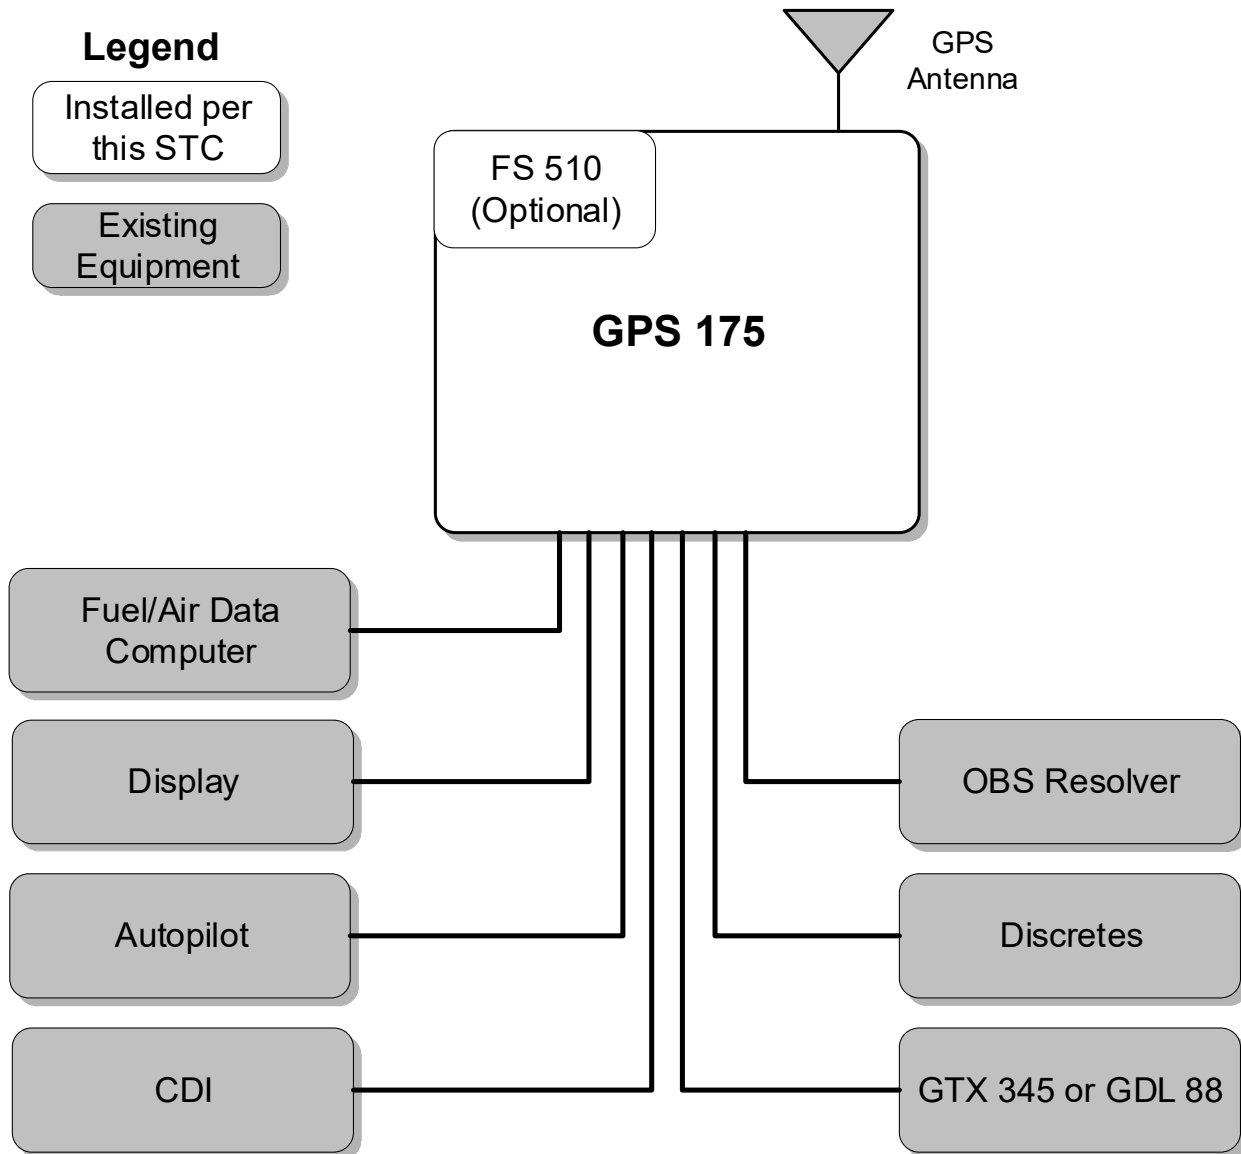 Legend
Installed per
this STC
Existing
Equipment
GPS
Antenna
FS 510
(Optional)
GPS 175
Fuel/Air Data
Computer
Display
Autopilot
CDI
OBS Resolver
Discretes
GTX 345 or GDL 88